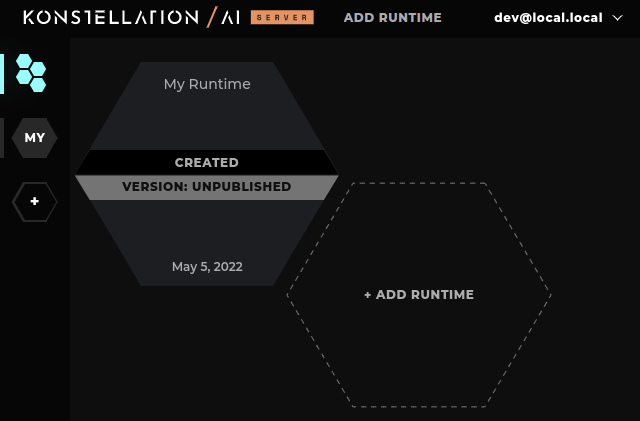 KONSTELLATION / AI SERVER ADD RUNTIME dev@local.local
My Runtime
MY
CREATED
VERSION: UNPUBLISHED
+
May 5, 2022
+ ADD RUNTIME